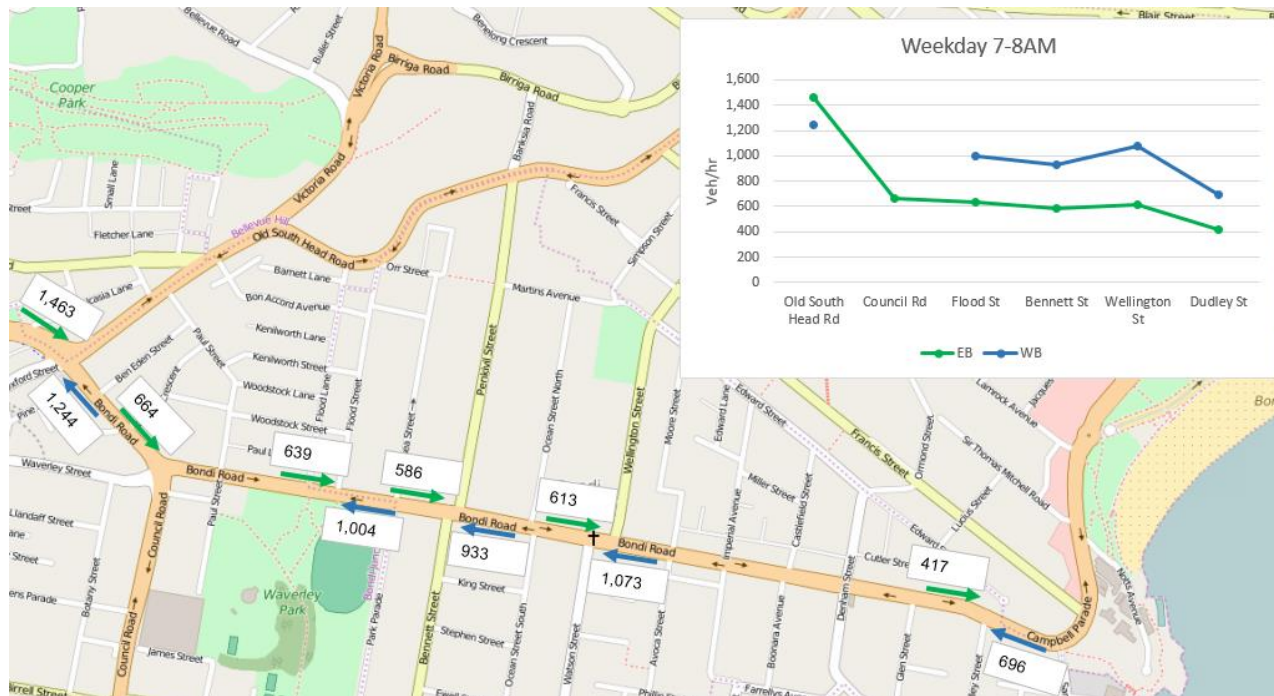 Bellevue Road
Buller Street
Benelong Crescent
Blair Street
Victoria Road
Birriga Road
Birriga Road
Cooper
Park
Banksia Road
Small Lane
Street
Fletcher Lane
Victoria Road
Bellevue Hill
Old South Head Road
Francis Street
Simpson Street
Orr Street
Barnett Lane
Bon Accord Avenue
Martins Avenue
Kenilworth Lane
Kenilworth Street
Woodstock Lane
Woodstock Street
Flood Lane
Flood Street
Penkivil Street
Ocean Street North
Wellington Street
1,463
Paul Street
Ben Eden Street
1,244
664
Bondi Road
Waverley Street
Bondi Road
639
586
613
1,004
933
1,073
Bondi Road
Bondi Road
Moore Street
Edward Lane
Edward Street
Miller Street
Imperial Avenue
Castlefield Street
Francis Street
Ormond Street
Sir Thomas Mitchell Road
Lucius Street
Lamrock Avenue
Cutler
417
696
Campbell Parade
Notts Avenue
Denham Street
Glen Street
Boonara Avenue
Avoca Street
Watson Street
Ocean Street South
King Street
Stephen Street
Bennett Street
Park Parade
Waverley
Park
Paul Street
Council Road
Council Road
James Street
Botany Street
Llandaff Street
Weekday 7-8AM
Veh/hr
1,600
1,400
1,200
1,000
800
600
400
200
0
Old South
Head Rd
Council Rd
Flood St
Bennett St
Wellington
St
Dudley St
EB
WB